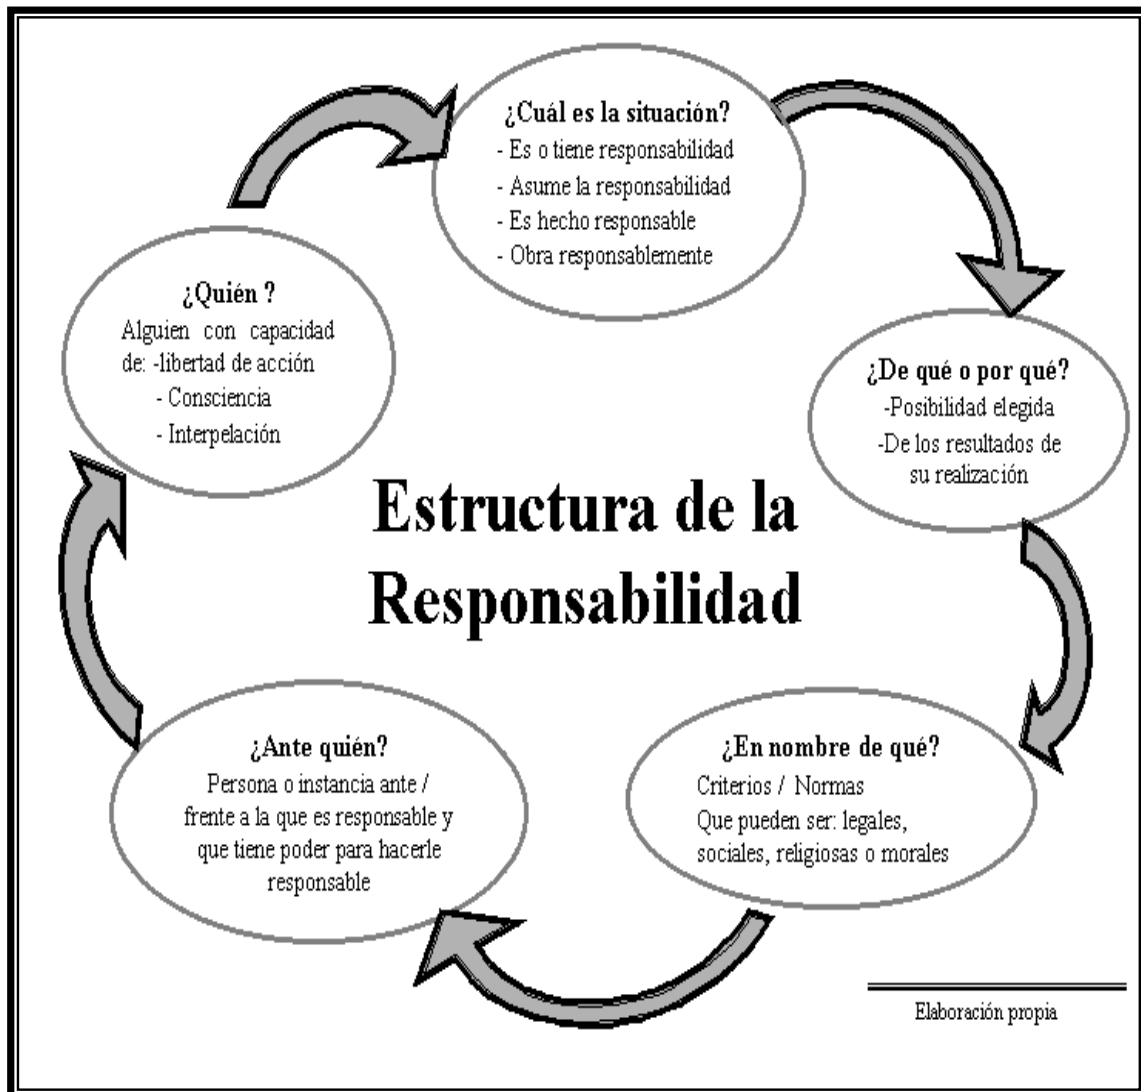 ¿Cuál es la situación?
- Es o tiene responsabilidad
- Asume la responsabilidad
- Es hecho responsable
- Obra responsablemente
¿Quién ?
Alguien con capacidad
de: -libertad de acción
- Consciencia
- Interpelación
¿De qué o por qué?
-Posibilidad elegida
-De los resultados de
su realización
Estructura de la
Responsabilidad
¿Ante quién?
Persona o instancia ante /
frente a la que es responsable y
que tiene poder para hacerle
responsable
¿En nombre de qué?
Criterios / Normas
Que pueden ser: legales,
sociales, religiosas o morales
Elaboración propia